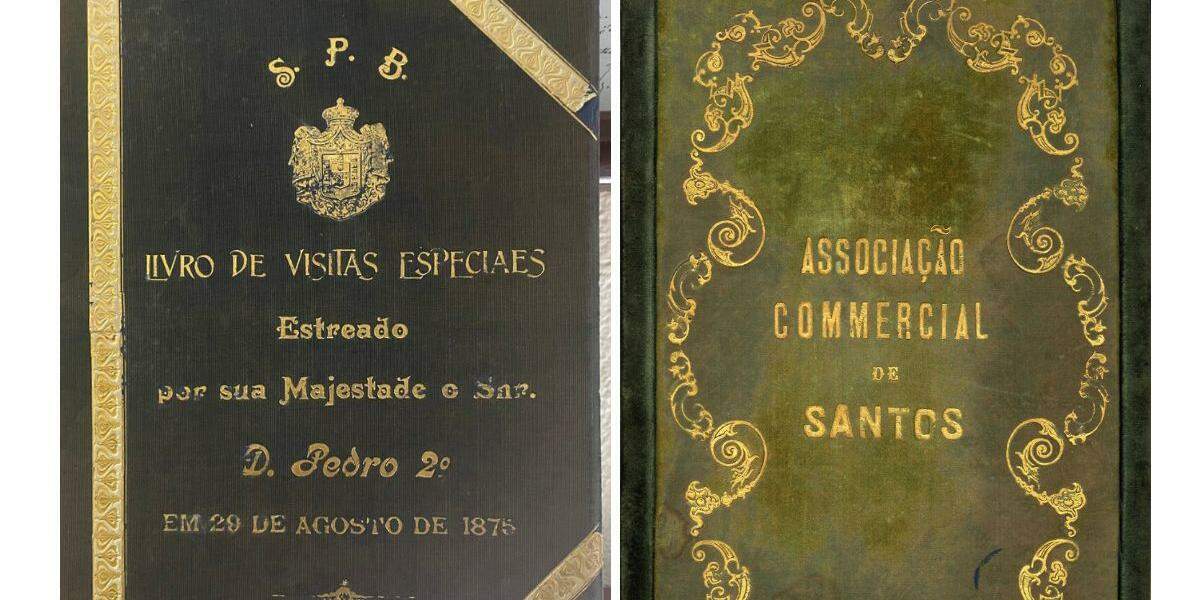 S. P. B.
LIVRO DE VISITAS ESPECIAES
Estreado
por sua Majestade o Snr.
D. Pedro 2º
EM 29 DE AGOSTO DE 1875
ASSOCIAÇÃO
COMMERCIAL
DE
SANTOS